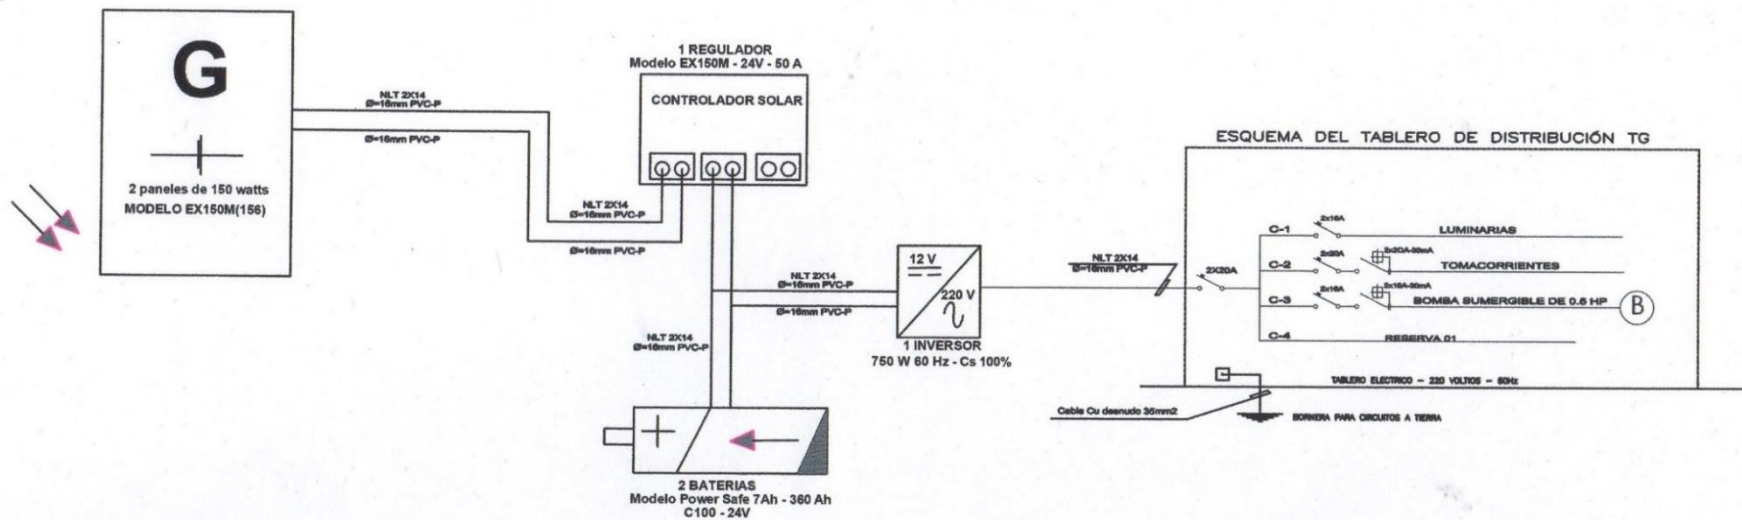 G
2 paneles de 150 watts
MODELO EX150M(156)
NLT 2X14
Ø=16mm PVC-P
Ø=16mm PVC-P
1 REGULADOR
Modelo EX150M - 24V - 50 A
CONTROLADOR SOLAR
NLT 2X14
Ø=16mm PVC-P
Ø=16mm PVC-P
NLT 2X14
Ø=16mm PVC-P
Ø=16mm PVC-P
NLT 2X14
Ø=16mm PVC-P
12 V
220 V
1 INVERSOR
750 W 60 Hz - Cs 100%
+
2 BATERIAS
Modelo Power Safe 7Ah - 360 Ah
C100 - 24V
NLT 2X14
Ø=16mm PVC-P
ESQUEMA DEL TABLERO DE DISTRIBUCIÓN TG
2X20A
C-1
2x16A
LUMINARIAS
C-2
2x20A
2x20A-30mA
TOMACORRIENTES
C-3
2x16A
2x16A-30mA
BOMBA SUMERGIBLE DE 0.5 HP
B
C-4
RESERVA 01
TABLERO ELECTRICO - 220 VOLTIOS - 60Hz
Cable Cu desnudo 35mm2
BORNERA PARA CIRCUITOS A TIERRA